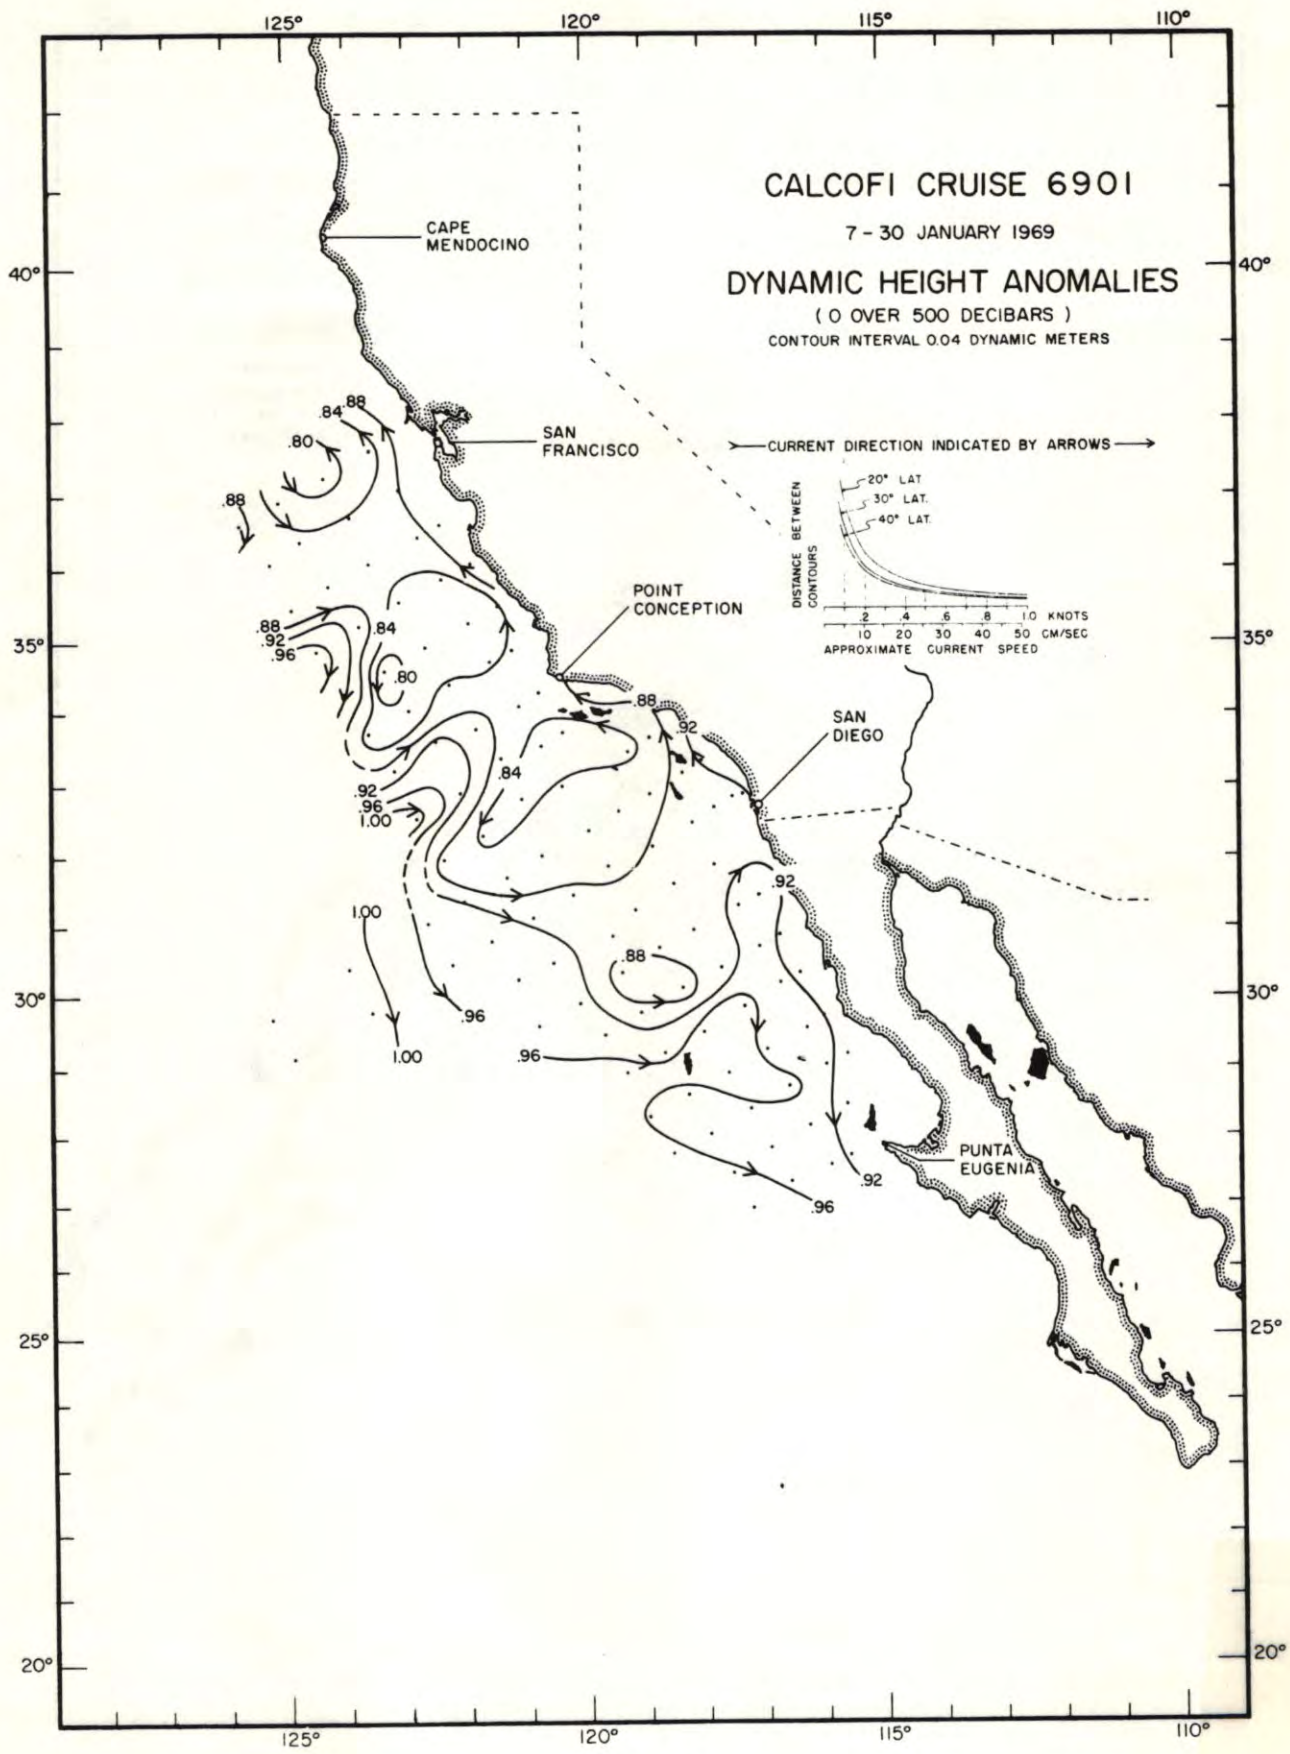 125° 120° 115° 110°
CALCOFI CRUISE 6901
7 - 30 JANUARY 1969
DYNAMIC HEIGHT ANOMALIES
( 0 OVER 500 DECIBARS )
CONTOUR INTERVAL 0.04 DYNAMIC METERS
CAPE
MENDOCINO
40° 40°
.84 .88
.80
.88
SAN
FRANCISCO
CURRENT DIRECTION INDICATED BY ARROWS
20° LAT
30° LAT.
40° LAT.
DISTANCE BETWEEN
CONTOURS
.2 .4 .6 .8 1.0 KNOTS
10 20 30 40 50 CM/SEC
APPROXIMATE CURRENT SPEED
POINT
CONCEPTION
35° 35°
.88
.92
.96
.84
.80
.88
.92
SAN
DIEGO
.84
.92
.96
1.00
.92
1.00
.88
30° 30°
.96
1.00
.96
PUNTA
EUGENIA
.92
.96
25° 25°
20° 20°
125° 120° 115° 110°